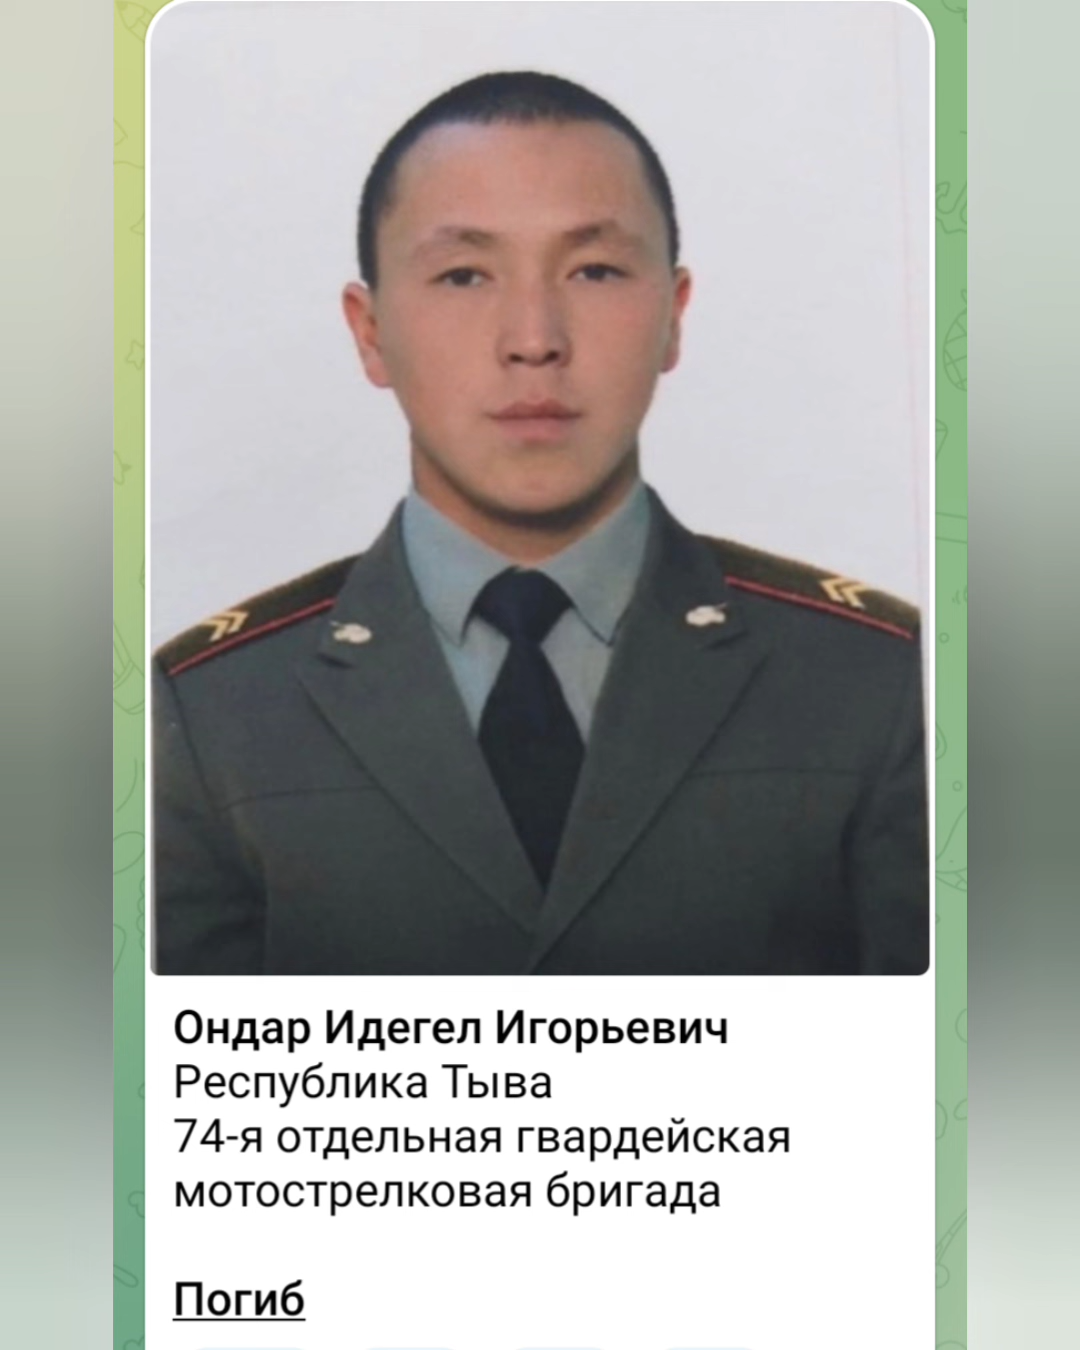 Ондар Идегел Игорьевич
Республика Тыва
74-я отдельная гвардейская
мотострелковая бригада
Погиб